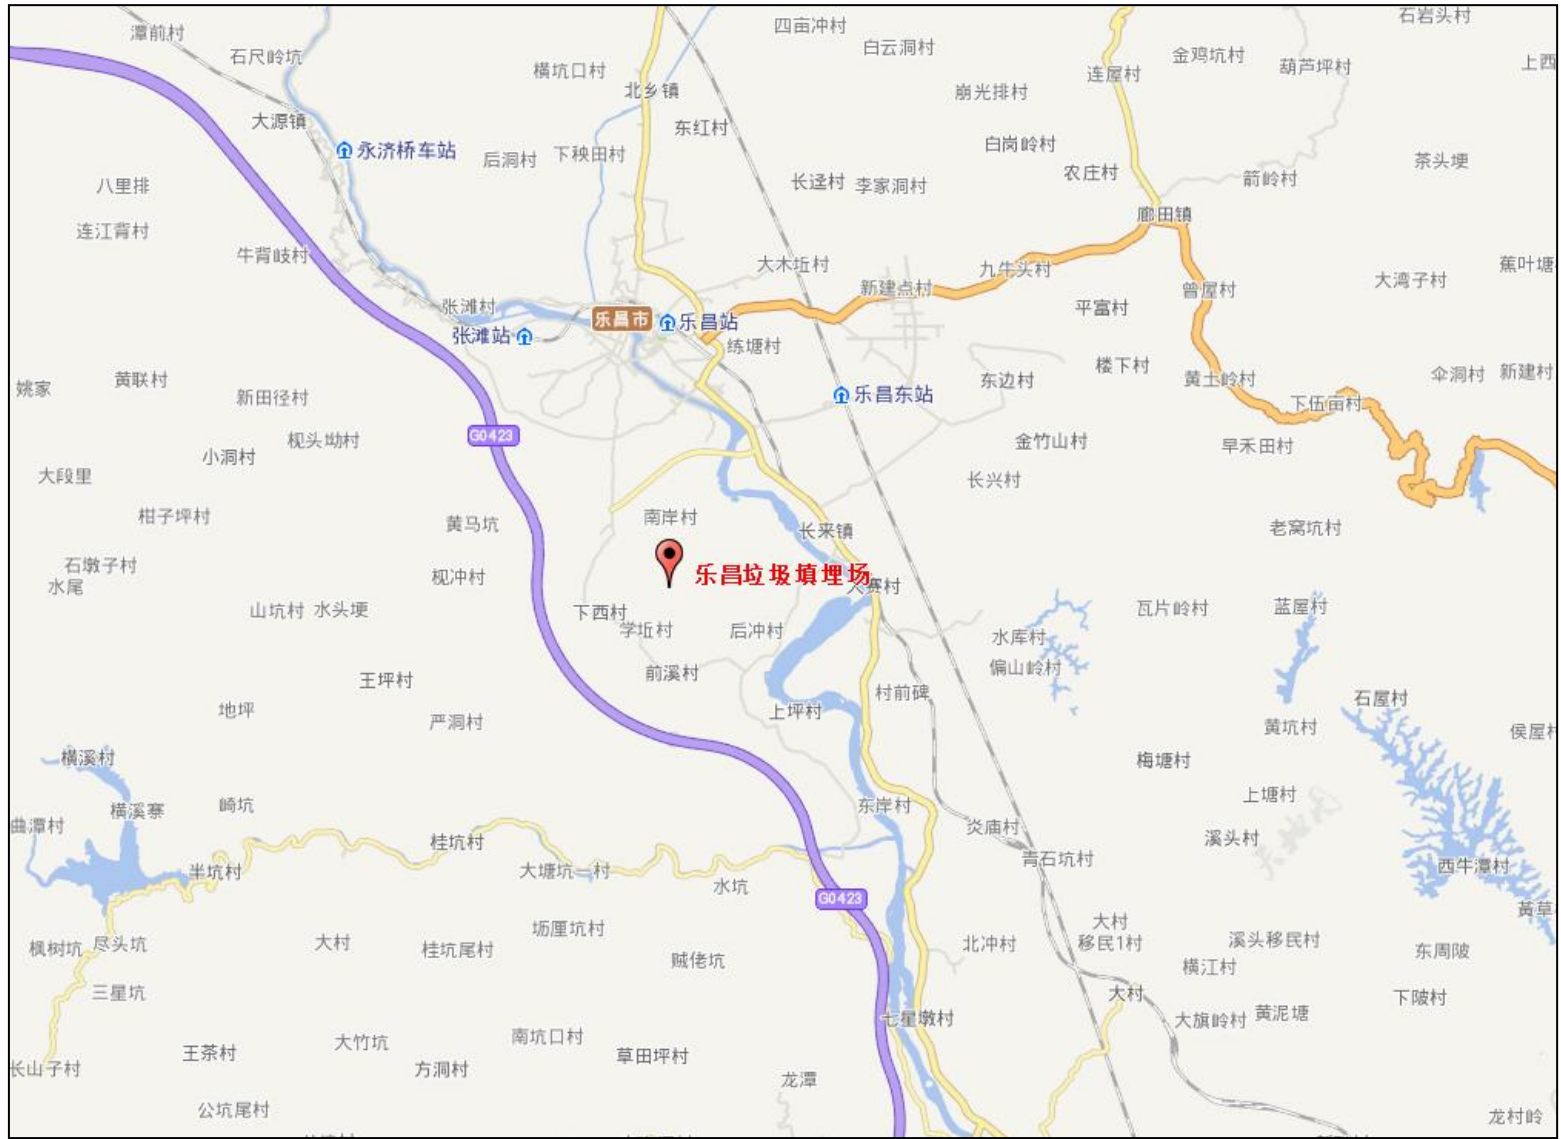 石岩头村
四亩冲村
潭前村
白云洞村
石尺岭坑
金鸡坑村
上西
葫芦坪村
横坑口村
连屋村
北乡镇
崩光排村
大源镇
东红村
白岗岭村
永济桥车站
下秧田村
后洞村
茶头埂
农庄村
箭岭村
长迳村
李家洞村
八里排
廊田镇
连江背村
牛背岐村
大木坵村
九牛头村
蕉叶塘
大湾子村
新建点村
曾屋村
张滩村
平富村
乐昌市
乐昌站
张滩站
练塘村
楼下村
新建村
伞洞村
黄联村
东边村
黄土岭村
姚家
新田径村
乐昌东站
下伍亩村
枧头坳村
金竹山村
早禾田村
小洞村
大段里
长兴村
G0423
柑子坪村
南岸村
黄马坑
长来镇
老窝坑村
石墩子村
乐昌垃圾填埋场
枧冲村
水尾
大赛村
山坑村
水头埂
下西村
瓦片岭村
蓝屋村
学坵村
后冲村
水库村
偏山岭村
前溪村
王坪村
村前碑
石屋村
地坪
上坪村
严洞村
黄坑村
侯屋村
横溪村
梅塘村
上塘村
崎坑
东岸村
横溪寨
曲潭村
炎庙村
溪头村
桂坑村
青石坑村
西牛潭村
半坑村
大塘坑一村
水坑
G0423
黃草
坜厘坑村
大村
移民1村
枫树坑
尽头坑
大村
桂坑尾村
北冲村
溪头移民村
东周陂
贼佬坑
横江村
三星坑
大村
下陂村
七星墩村
大旗岭村
黄泥塘
南坑口村
大竹坑
王茶村
草田坪村
长山子村
方洞村
龙潭
公坑尾村
龙村岭